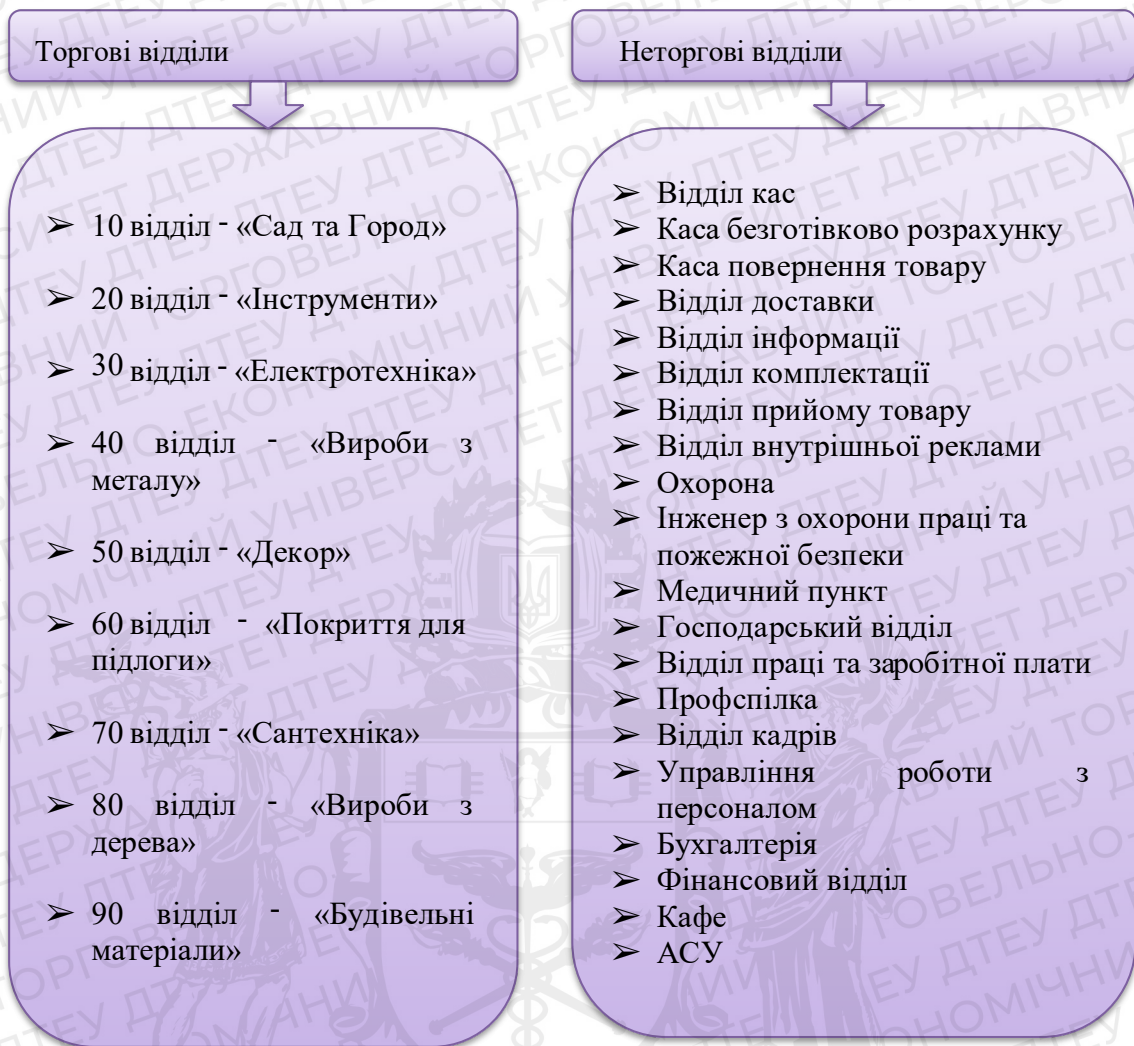 Торгові відділи
➢ 10 відділ - «Сад та Город»
➢ 20 відділ - «Інструменти»
➢ 30 відділ - «Електротехніка»
➢ 40 відділ - «Вироби з
металу»
➢ 50 відділ - «Декор»
➢ 60 відділ - «Покриття для
підлоги»
➢ 70 відділ - «Сантехніка»
➢ 80 відділ - «Вироби з
дерева»
➢ 90 відділ - «Будівельні
матеріали»
Неторгові відділи
➢ Відділ кас
➢ Каса безготівково розрахунку
➢ Каса повернення товару
➢ Відділ доставки
➢ Відділ інформації
➢ Відділ комплектації
➢ Відділ прийому товару
➢ Відділ внутрішньої реклами
➢ Охорона
➢ Інженер з охорони праці та
пожежної безпеки
➢ Медичний пункт
➢ Господарський відділ
➢ Відділ праці та заробітної плати
➢ Профспілка
➢ Відділ кадрів
➢ Управління роботи з
персоналом
➢ Бухгалтерія
➢ Фінансовий відділ
➢ Кафе
➢ АСУ